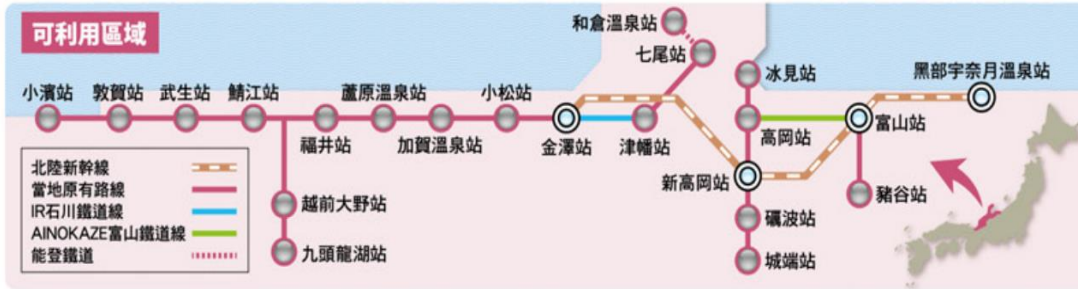 可利用區域
和倉溫泉站
七尾站
冰見站
黑部宇奈月溫泉站
小濱站
敦賀站
武生站
鯖江站
蘆原溫泉站
小松站
福井站
加賀溫泉站
金澤站
津幡站
高岡站
富山站
新高岡站
豬谷站
越前大野站
礪波站
九頭龍湖站
城端站
北陸新幹線
當地原有路線
IR石川鐵道線
AINOKAZE富山鐵道線
能登鐵道